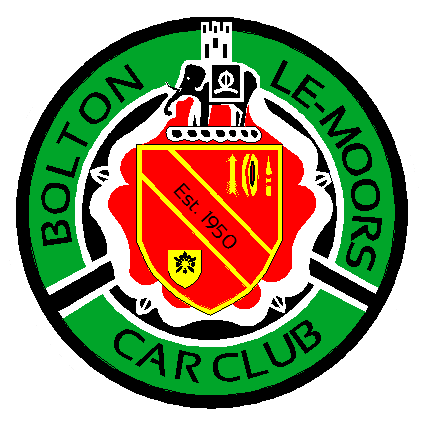 BOLTON
LE-MOORS
Est. 1950
CAR CLUB